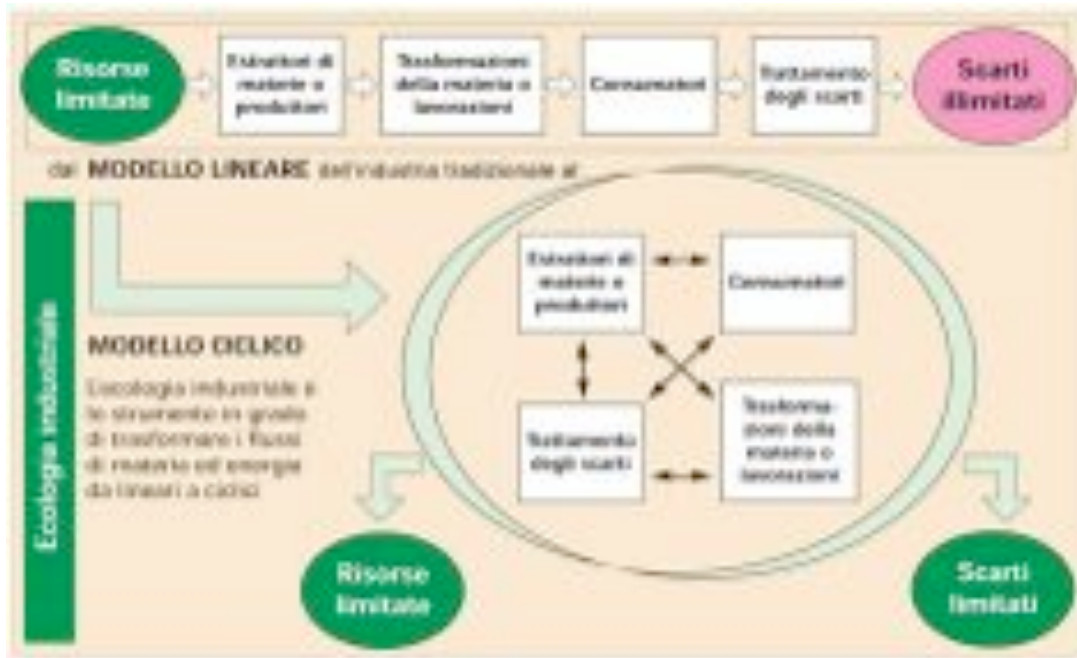 Risorse
limitate
Estrattori di
materie o
produttori
Trasformazioni
della materia o
lavorazioni
Consumatori
Trattamento
degli scarti
Scarti
illimitati
dal MODELLO LINEARE dell'industria tradizionale al
Ecologia industriale
MODELLO CICLICO
L'ecologia industriale è
lo strumento in grado
di trasformare i flussi
di materia ed energia
da lineari a ciclici
Estrattori di
materie o
produttori
Consumatori
Trattamento
degli scarti
Trasforma-
zioni della
materia o
lavorazioni
Risorse
limitate
Scarti
limitati